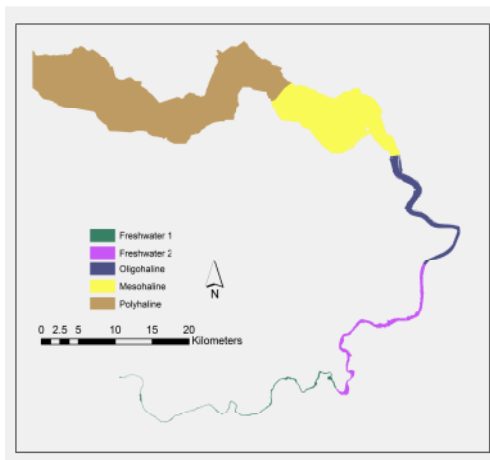 Freshwater 1
Freshwater 2
Oligohaline
Mesohaline
Polyhaline
N
0 2.5 5 10 15 20
Kilometers